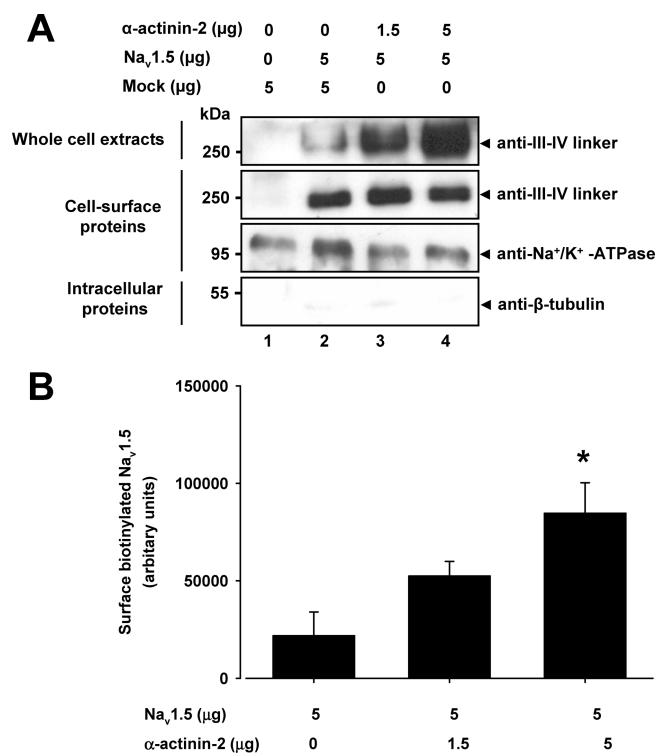 A
α-actinin-2 (µg) 0 0 1.5 5
Naᵥ1.5 (µg) 0 5 5 5
Mock (µg) 5 5 0 0
kDa
Whole cell extracts 250 anti-III-IV linker
Cell-surface proteins
250 anti-III-IV linker
95 anti-Na⁺/K⁺ -ATPase
Intracellular proteins
55 anti-β-tubulin
1 2 3 4
B
Surface biotinylated Naᵥ1.5
(arbitary units)
150000
100000
50000
0
*
Naᵥ1.5 (µg) 5 5 5
α-actinin-2 (µg) 0 1.5 5